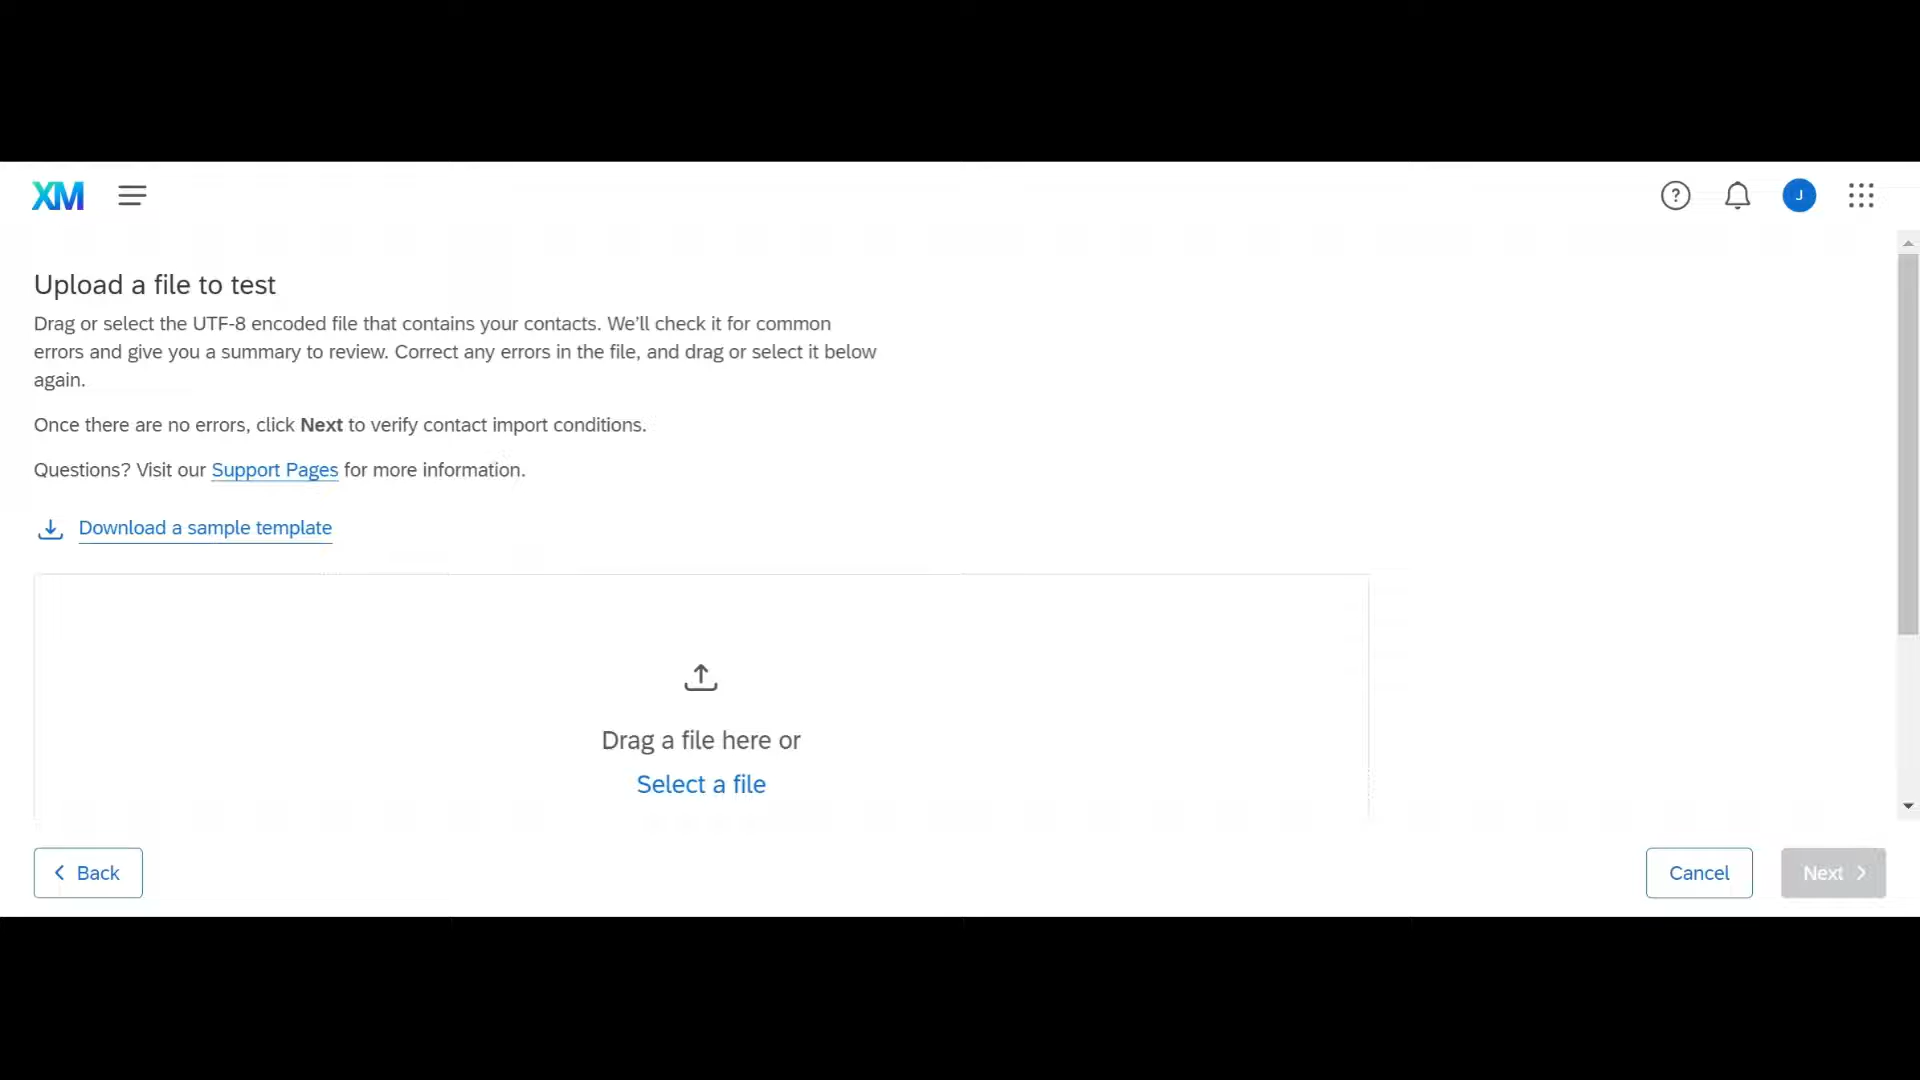 XM
J
Upload a file to test
Drag or select the UTF-8 encoded file that contains your contacts. We'll check it for common
errors and give you a summary to review. Correct any errors in the file, and drag or select it below
again.
Once there are no errors, click Next to verify contact import conditions.
Questions? Visit our Support Pages for more information.
Download a sample template
Drag a file here or
Select a file
Back
Cancel
Next